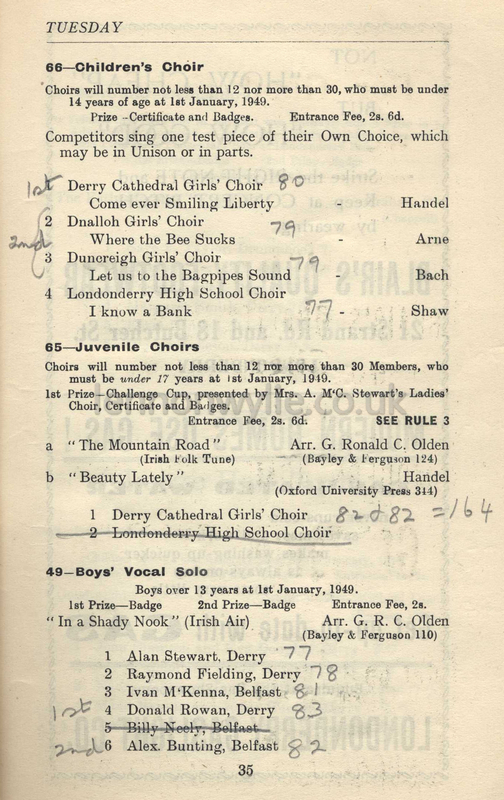 TUESDAY
66—Children's Choir
Choirs will number not less than 12 nor more than 30, who must be under
14 years of age at 1st January, 1949.
Prize -Certificate and Badges. Entrance Fee, 2s. 6d.
Competitors sing one test piece of their Own Choice, which
may be in Unison or in parts.
1st Derry Cathedral Girls' Choir 80
Come ever Smiling Liberty - Handel
2 Dnalloh Girls' Choir 79
2nd Where the Bee Sucks - Arne
3 Duncreigh Girls' Choir 79
Let us to the Bagpipes Sound - Bach
4 Londonderry High School Choir
I know a Bank 77 - Shaw
65—Juvenile Choirs
Choirs will number not less than 12 nor more than 30 Members, who
must be under 17 years at 1st January, 1949.
1st Prize—Challenge Cup, presented by Mrs. A. M'C. Stewart's Ladies'
Choir, Certificate and Badges.
Entrance Fee, 2s. 6d. SEE RULE 3
a "The Mountain Road" Arr. G. Ronald C. Olden
(Irish Folk Tune) (Bayley & Ferguson 124)
b "Beauty Lately" Handel
(Oxford University Press 344)
1 Derry Cathedral Girls' Choir 82 & 82 = 164
2 Londonderry High School Choir
49—Boys' Vocal Solo
Boys over 13 years at 1st January, 1949.
1st Prize—Badge 2nd Prize—Badge Entrance Fee, 2s.
"In a Shady Nook" (Irish Air) Arr. G. R. C. Olden
(Bayley & Ferguson 110)
1 Alan Stewart, Derry 77
2 Raymond Fielding, Derry 78
3 Ivan M'Kenna, Belfast 81
1st 4 Donald Rowan, Derry 83
5 Billy Neely, Belfast
2nd 6 Alex. Bunting, Belfast 82
35